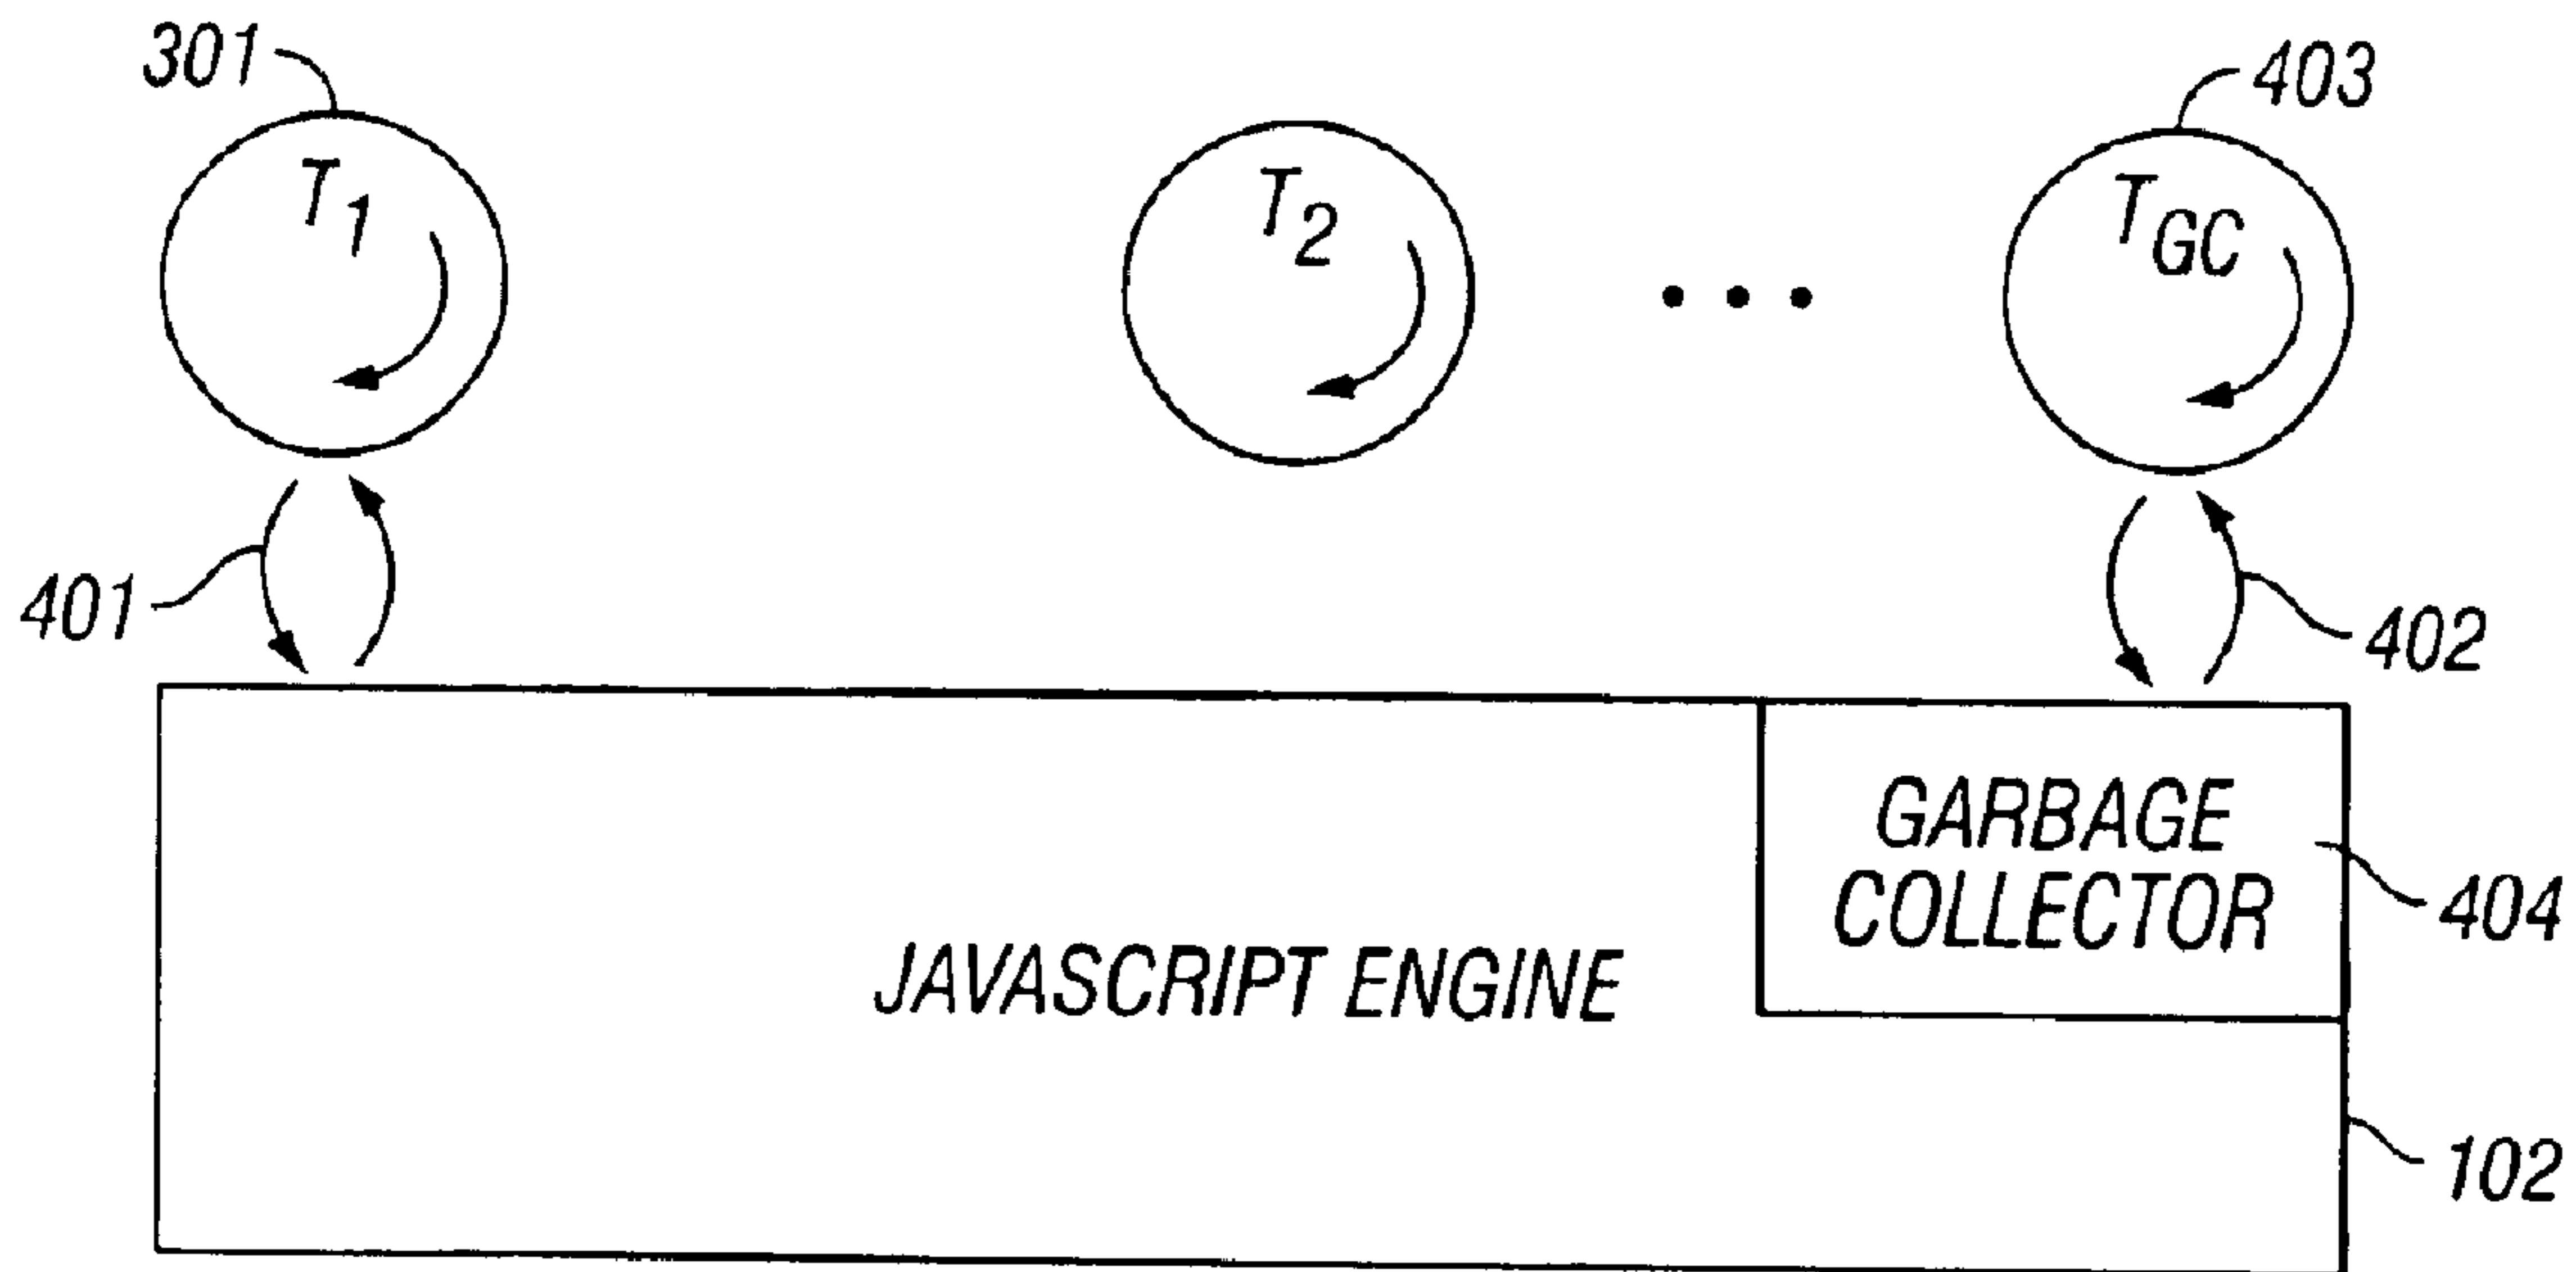 301
403
T1
T2
TGC
401
402
GARBAGE
COLLECTOR
404
JAVASCRIPT ENGINE
102